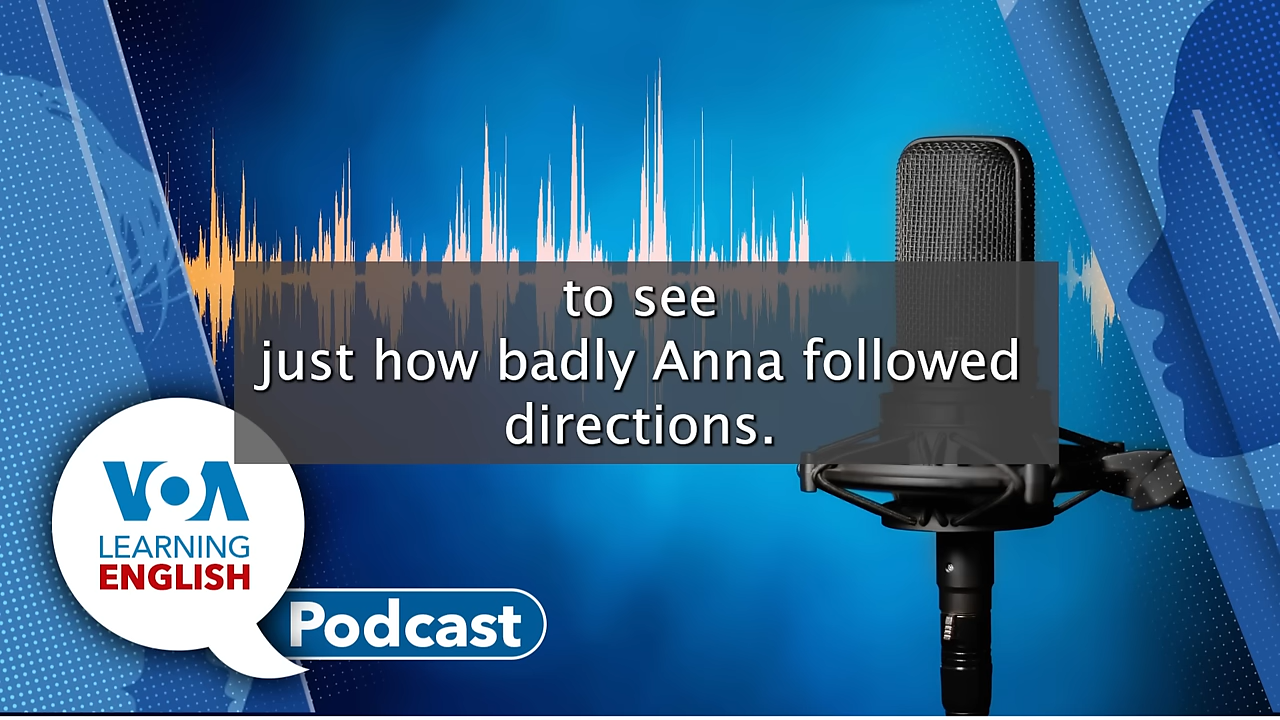 to see
just how badly Anna followed
directions.
VOA
LEARNING
ENGLISH
Podcast